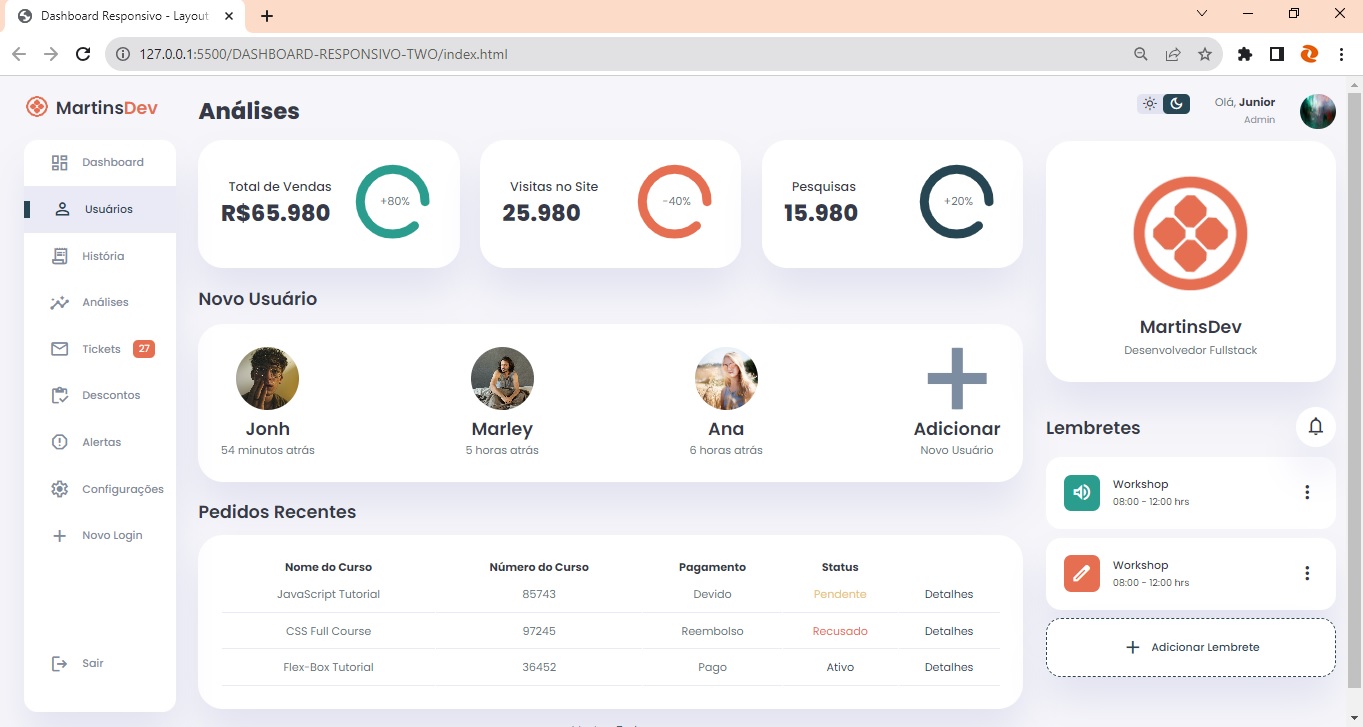 Dashboard Responsivo - Layout
127.0.0.1:5500/DASHBOARD-RESPONSIVO-TWO/index.html
MartinsDev
Dashboard
Usuários
História
Análises
Tickets 27
Descontos
Alertas
Configurações
Novo Login
Sair
Análises
Total de Vendas
R$65.980
+80%
Visitas no Site
25.980
-40%
Pesquisas
15.980
+20%
Novo Usuário
Jonh
54 minutos atrás
Marley
5 horas atrás
Ana
6 horas atrás
Adicionar
Novo Usuário
Pedidos Recentes
Nome do Curso Número do Curso Pagamento Status
JavaScript Tutorial 85743 Devido Pendente Detalhes
CSS Full Course 97245 Reembolso Recusado Detalhes
Flex-Box Tutorial 36452 Pago Ativo Detalhes
Olá, Junior
Admin
MartinsDev
Desenvolvedor Fullstack
Lembretes
Workshop
08:00 - 12:00 hrs
Workshop
08:00 - 12:00 hrs
Adicionar Lembrete